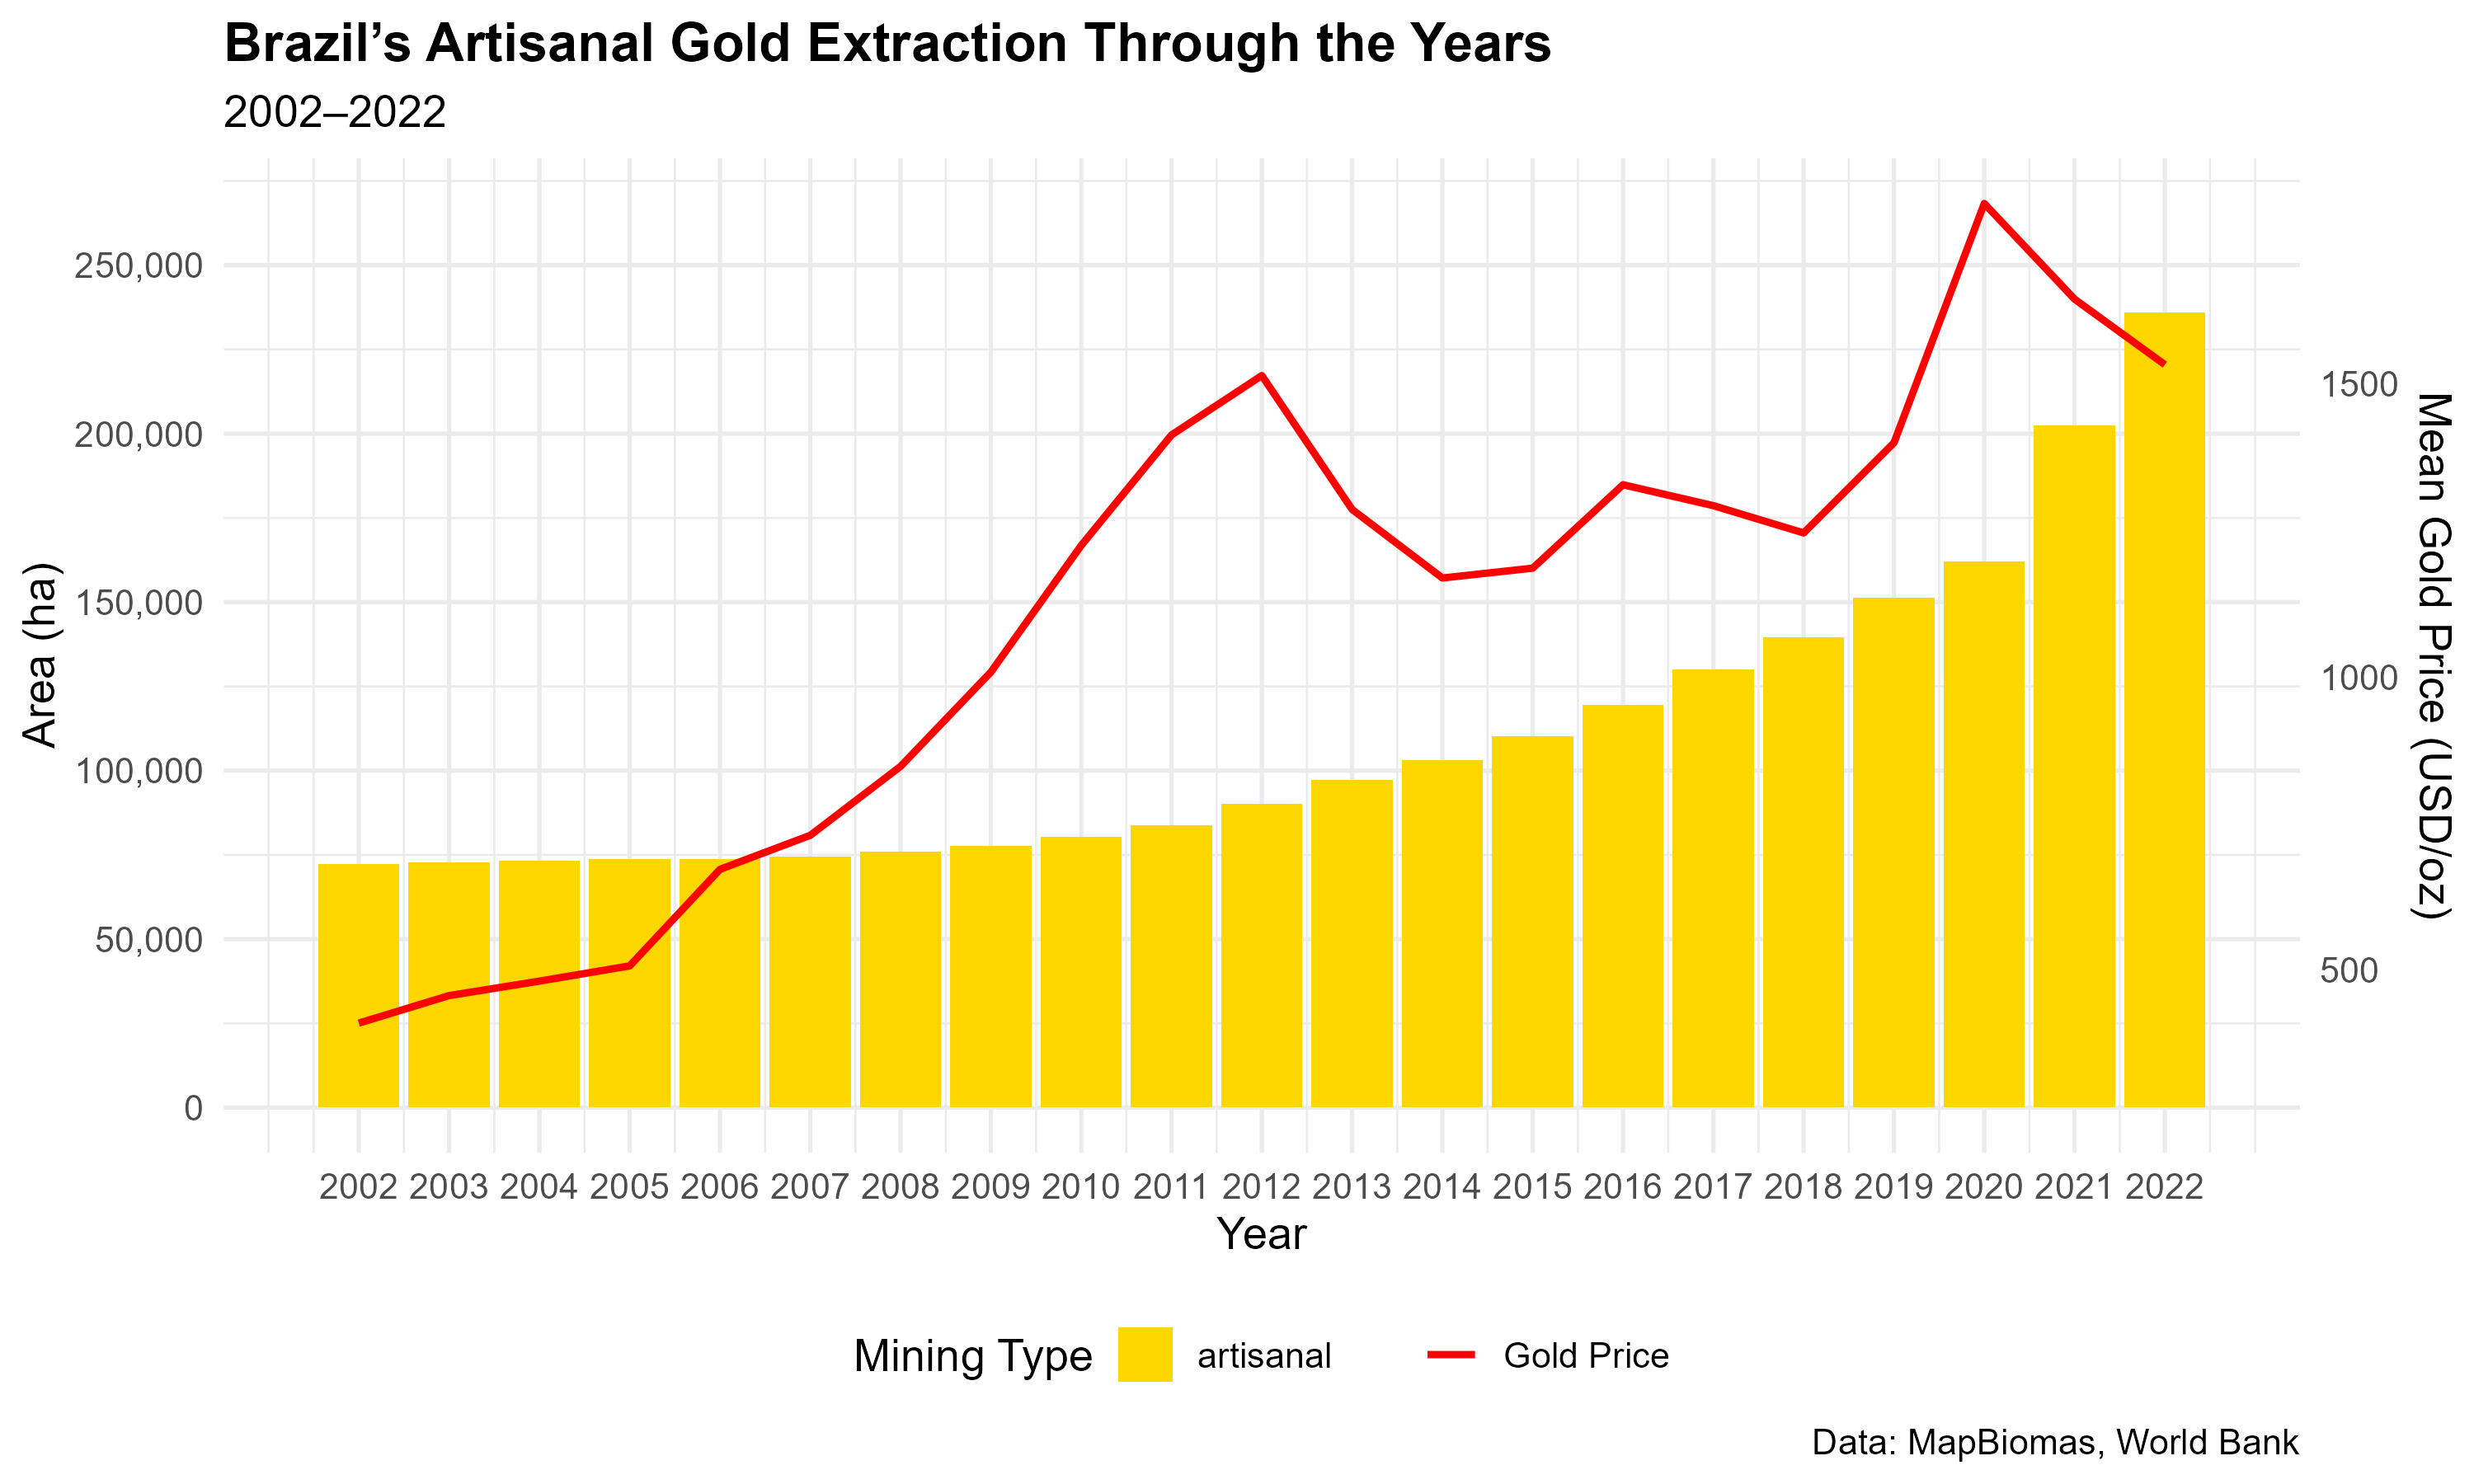 Brazil’s Artisanal Gold Extraction Through the Years
2002–2022
250,000
200,000
150,000
100,000
50,000
0
Area (ha)
1500
1000
500
Mean Gold Price (USD/oz)
2002 2003 2004 2005 2006 2007 2008 2009 2010 2011 2012 2013 2014 2015 2016 2017 2018 2019 2020 2021 2022
Year
Mining Type artisanal Gold Price
Data: MapBiomas, World Bank